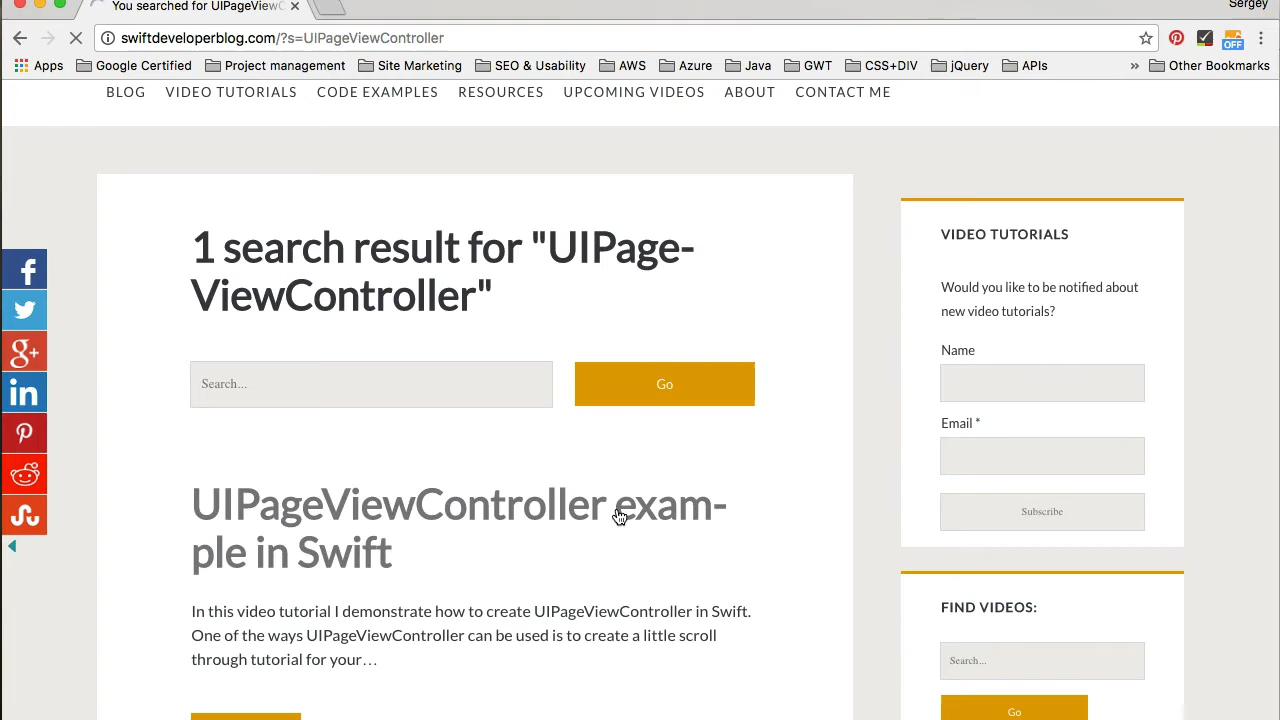 You searched for UIPageViewC
Sergey
swiftdeveloperblog.com/?s=UIPageViewController
OFF
Apps Google Certified Project management Site Marketing SEO & Usability AWS Azure Java GWT CSS+DIV jQuery APIs » Other Bookmarks
BLOG VIDEO TUTORIALS CODE EXAMPLES RESOURCES UPCOMING VIDEOS ABOUT CONTACT ME
1 search result for "UIPage-
ViewController"
Search...
Go
UIPageViewController exam-
ple in Swift
In this video tutorial I demonstrate how to create UIPageViewController in Swift.
One of the ways UIPageViewController can be used is to create a little scroll
through tutorial for your…
VIDEO TUTORIALS
Would you like to be notified about
new video tutorials?
Name
Email *
Subscribe
FIND VIDEOS:
Search...
Go